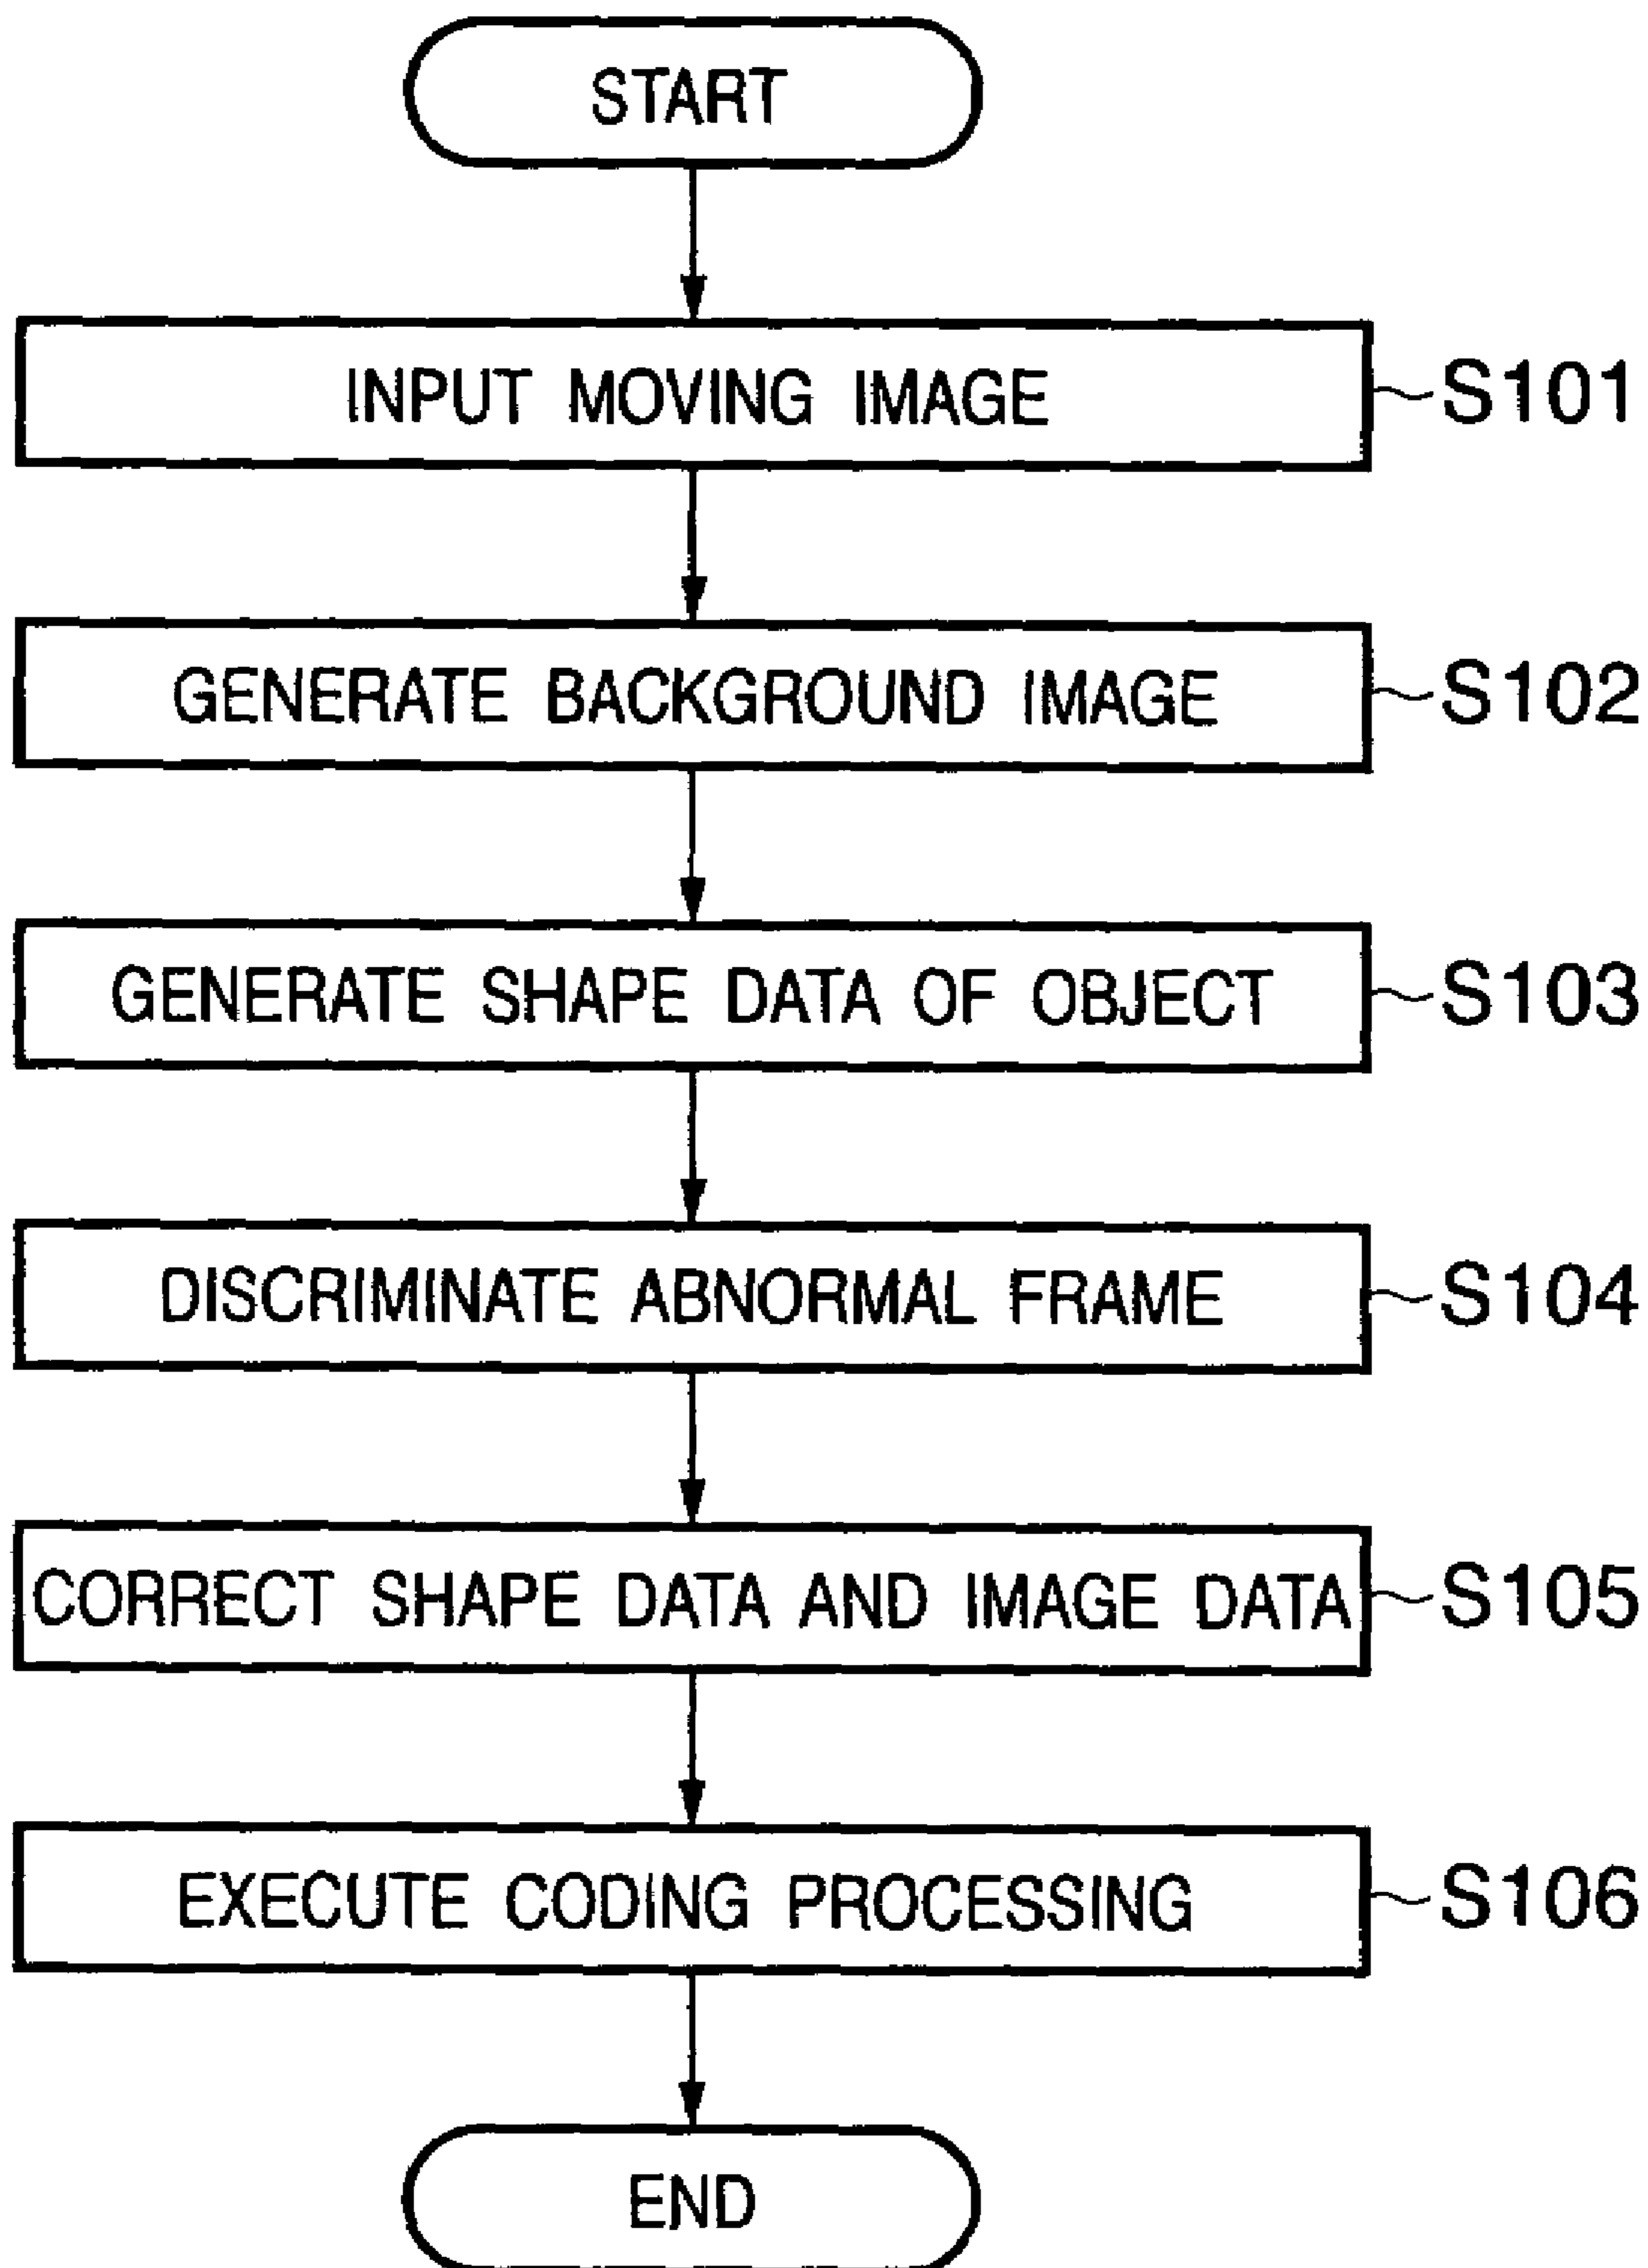 START
INPUT MOVING IMAGE S101
GENERATE BACKGROUND IMAGE S102
GENERATE SHAPE DATA OF OBJECT S103
DISCRIMINATE ABNORMAL FRAME S104
CORRECT SHAPE DATA AND IMAGE DATA S105
EXECUTE CODING PROCESSING S106
END